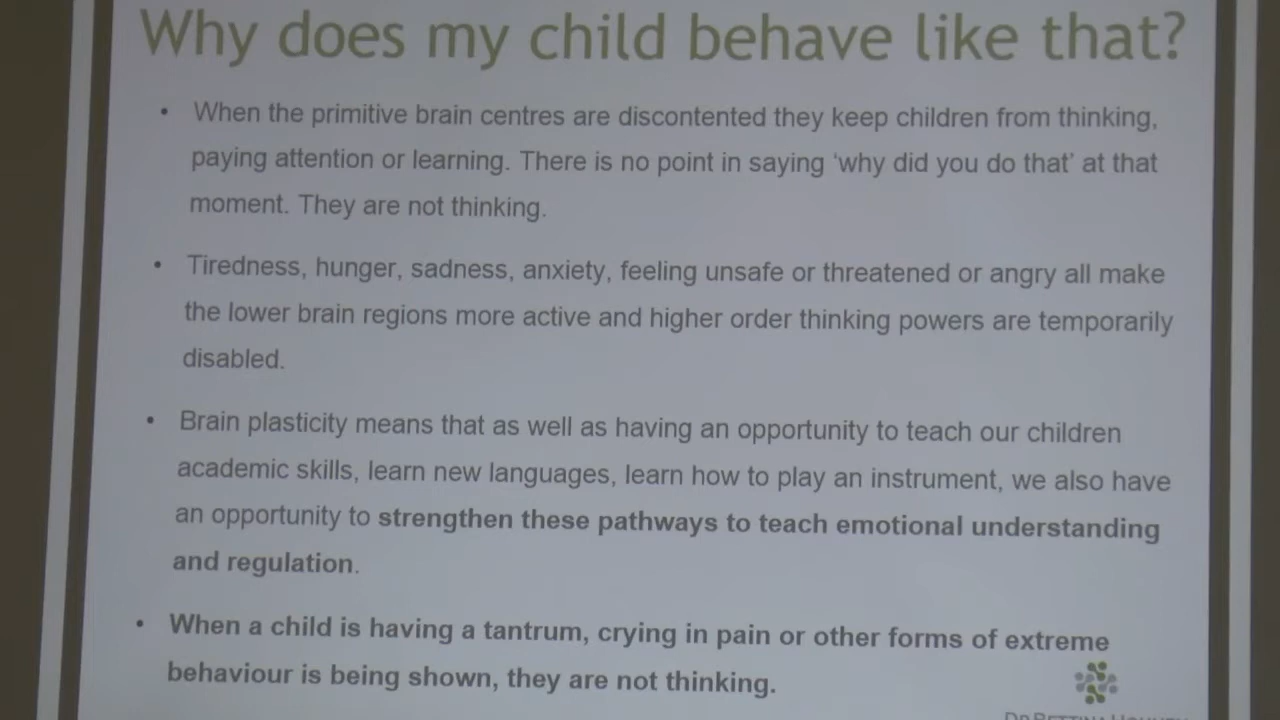 Why does my child behave like that?
• When the primitive brain centres are discontented they keep children from thinking,
paying attention or learning. There is no point in saying ‘why did you do that’ at that
moment. They are not thinking.
• Tiredness, hunger, sadness, anxiety, feeling unsafe or threatened or angry all make
the lower brain regions more active and higher order thinking powers are temporarily
disabled.
• Brain plasticity means that as well as having an opportunity to teach our children
academic skills, learn new languages, learn how to play an instrument, we also have
an opportunity to strengthen these pathways to teach emotional understanding
and regulation.
• When a child is having a tantrum, crying in pain or other forms of extreme
behaviour is being shown, they are not thinking.